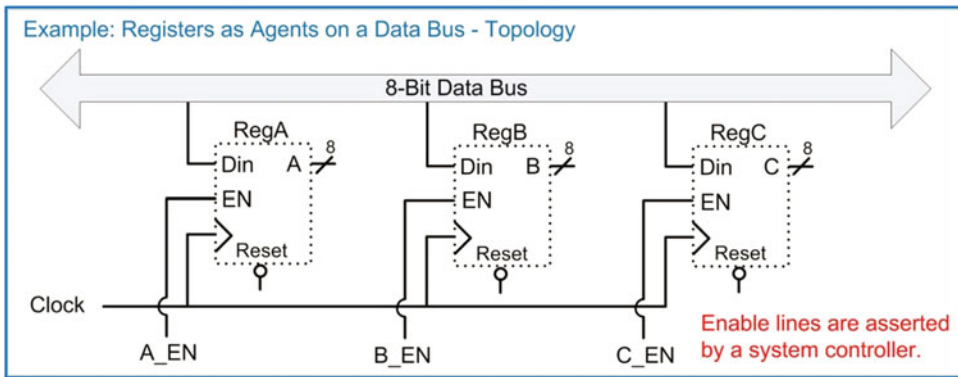 Example: Registers as Agents on a Data Bus - Topology
8-Bit Data Bus
RegA
RegB
RegC
Din A 8
Din B 8
Din C 8
EN
EN
EN
Reset
Reset
Reset
Clock
A_EN
B_EN
C_EN
Enable lines are asserted
by a system controller.